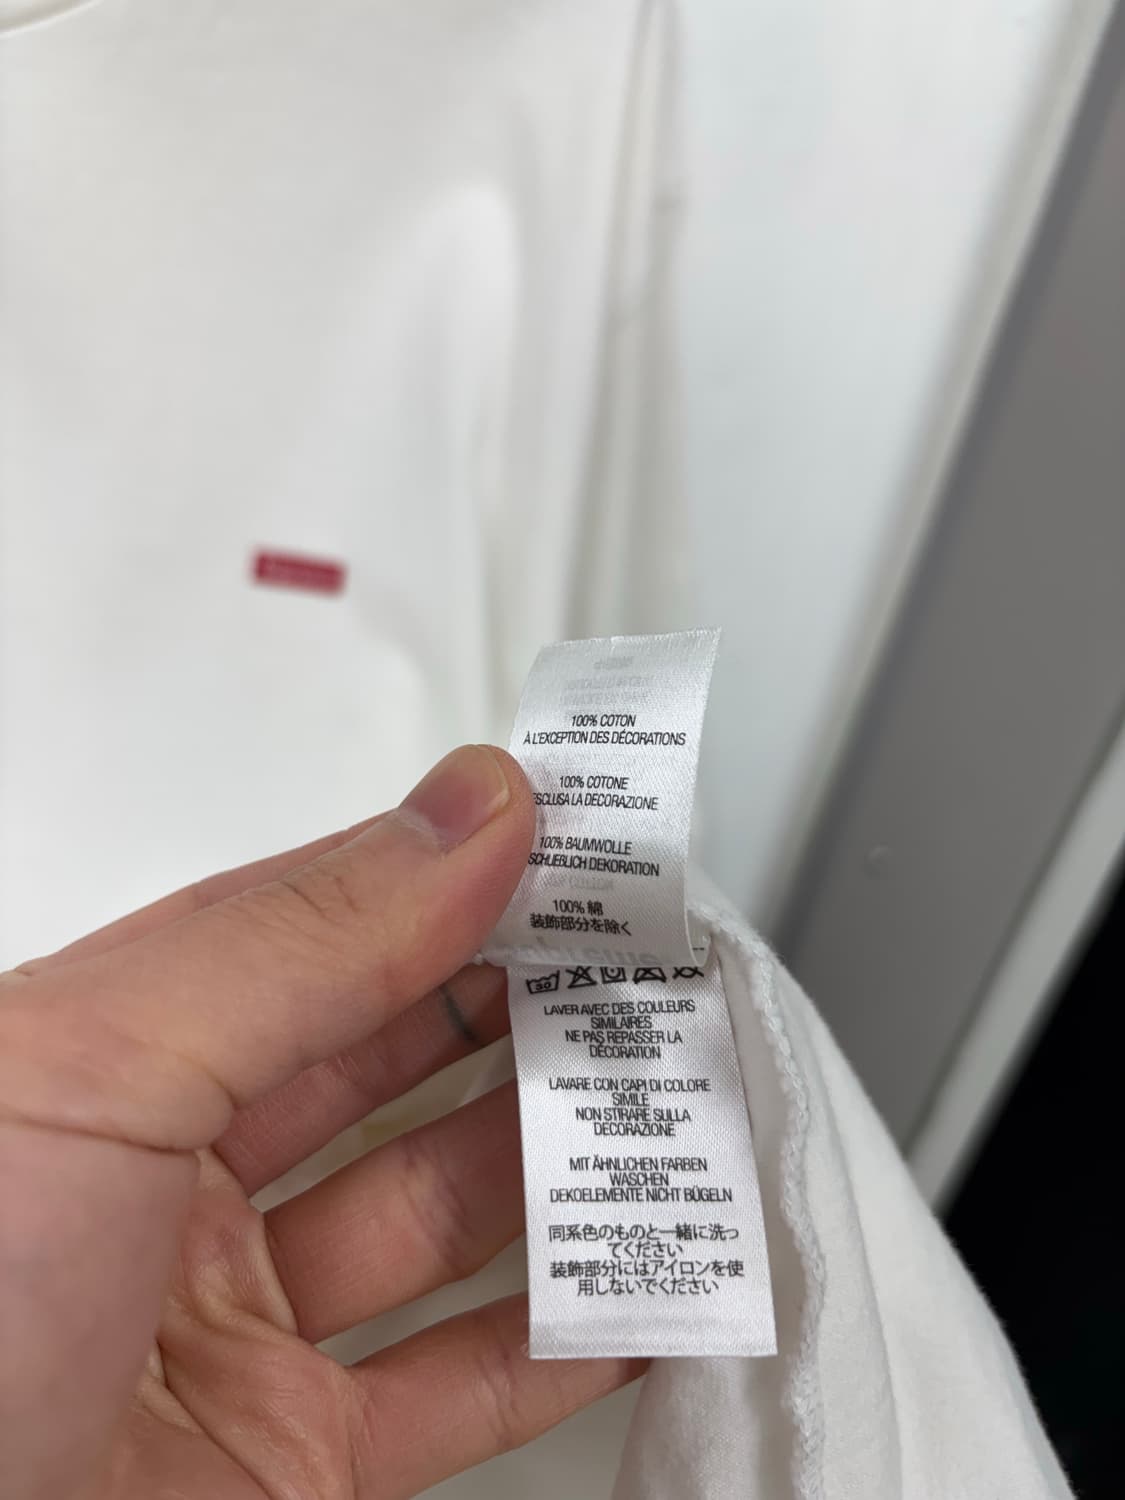 100% COTON
À L'EXCEPTION DES DÉCORATIONS
100% COTONE
ESCLUSA LA DECORAZIONE
100% BAUMWOLLE
SCHLIEBLICH DEKORATION
100% 綿
装飾部分を除く
30
LAVER AVEC DES COULEURS
SIMILAIRES
NE PAS REPASSER LA
DÉCORATION
LAVARE CON CAPI DI COLORE
SIMILE
NON STIRARE SULLA
DECORAZIONE
MIT ÄHNLICHEN FARBEN
WASCHEN
DEKOELEMENTE NICHT BÜGELN
同系色のものと一緒に洗っ
てください
装飾部分にはアイロンを使
用しないでください